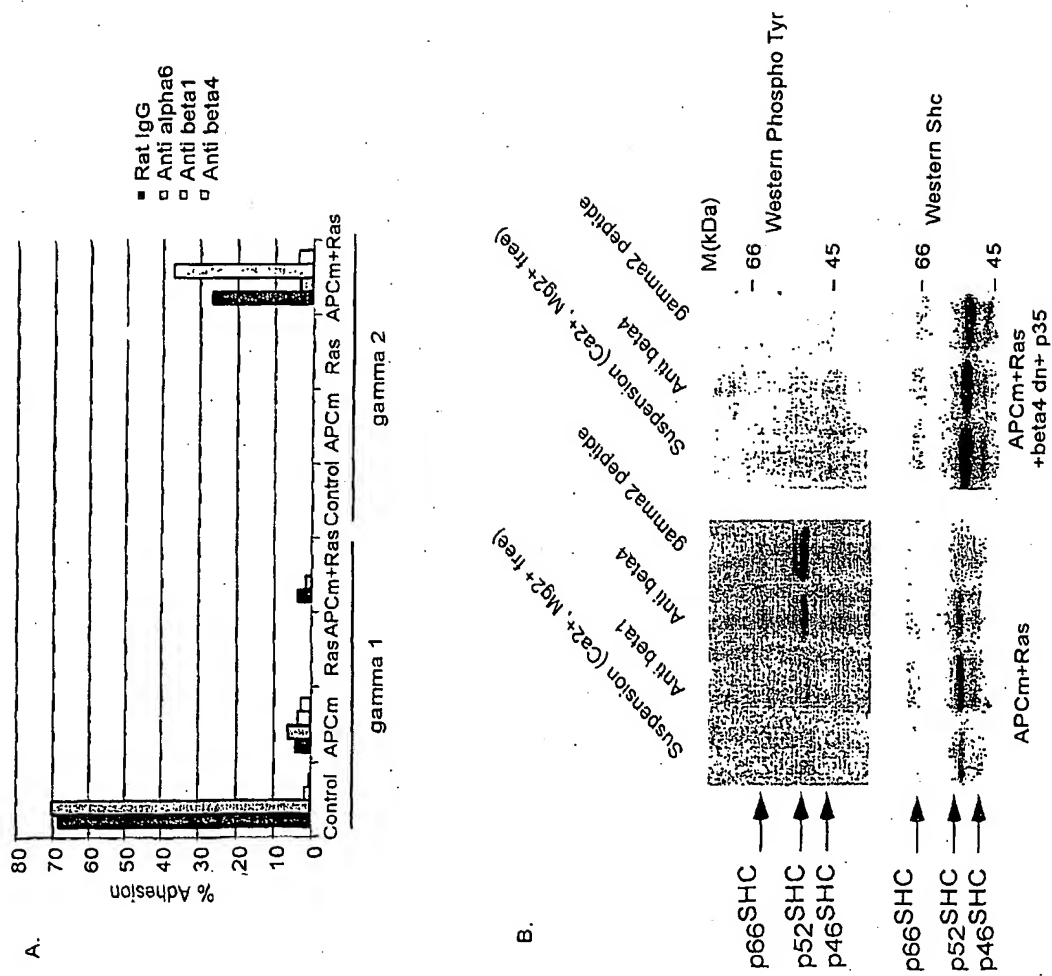 A.
% Adhesion
80
70
60
50
40
30
20
10
0
Control APCm Ras APCm+Ras Control APCm Ras APCm+Ras
gamma 1
gamma 2
Rat IgG
Anti alpha6
Anti beta1
Anti beta4
B.
Suspension (Ca2+, Mg2+ free)
Anti beta1
Anti beta4
gamma2 peptide
Suspension (Ca2+, Mg2+ free)
Anti beta4
gamma2 peptide
M(kDa)
p66SHC
p52SHC
p46SHC
66
45
Western Phospho Tyr
p66SHC
p52SHC
p46SHC
66
45
Western Shc
APCm+Ras
APCm+Ras
+beta4 dn+ p35